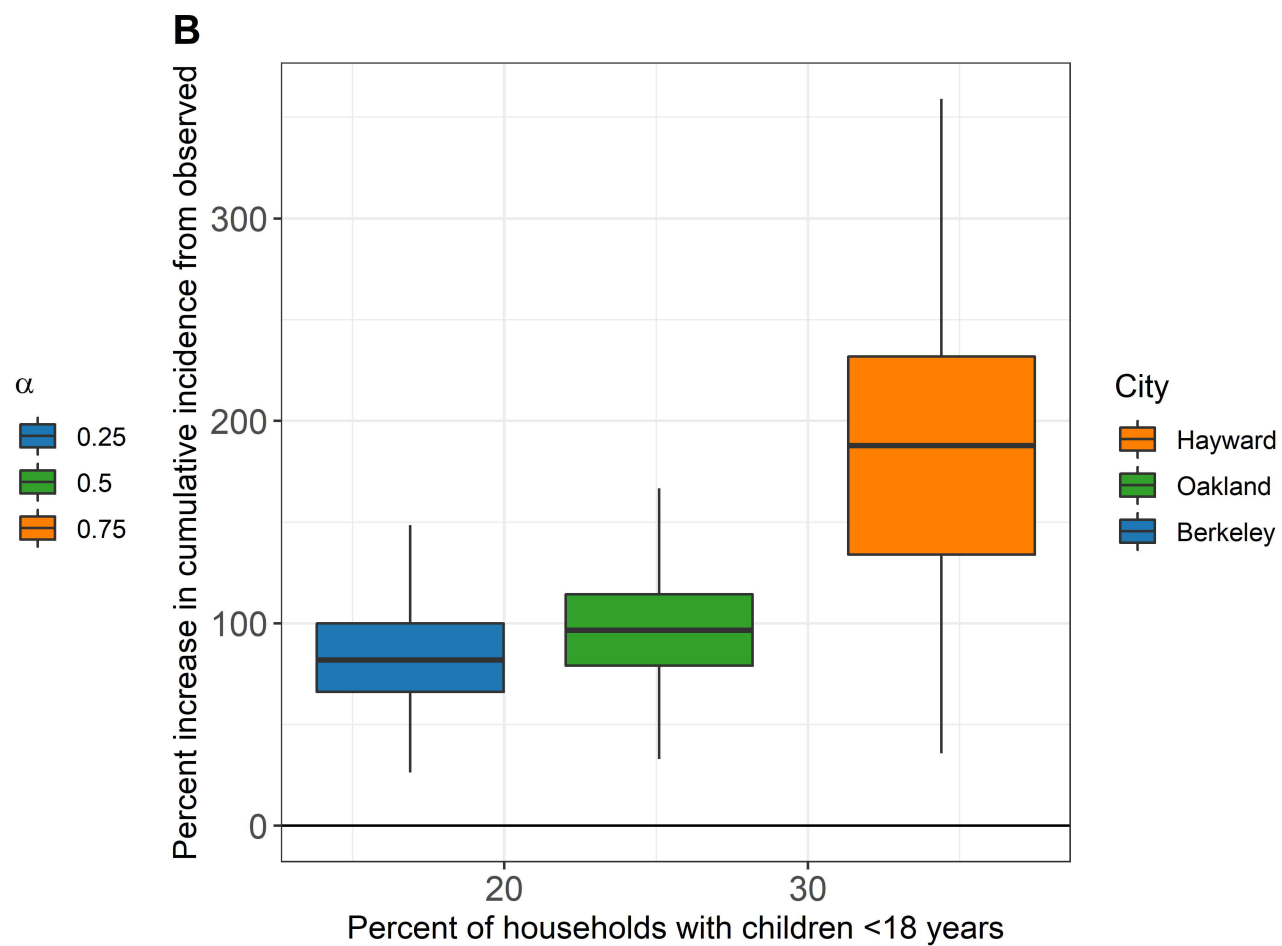 B
Percent increase in cumulative incidence from observed
300
200
100
0
20
30
Percent of households with children <18 years
α
0.25
0.5
0.75
City
Hayward
Oakland
Berkeley